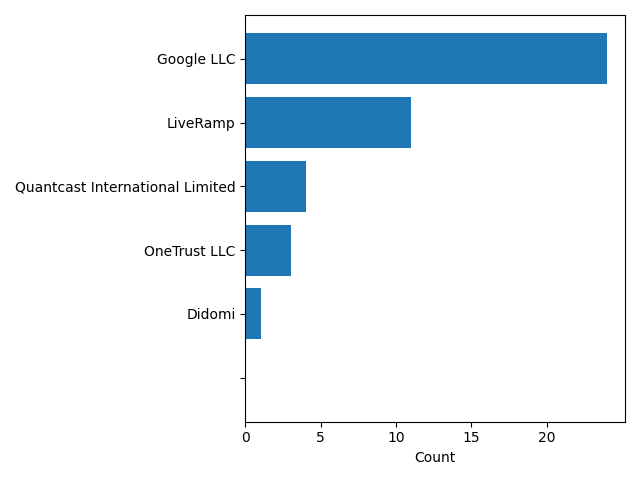 Google LLC
LiveRamp
Quantcast International Limited
OneTrust LLC
Didomi
0 5 10 15 20
Count